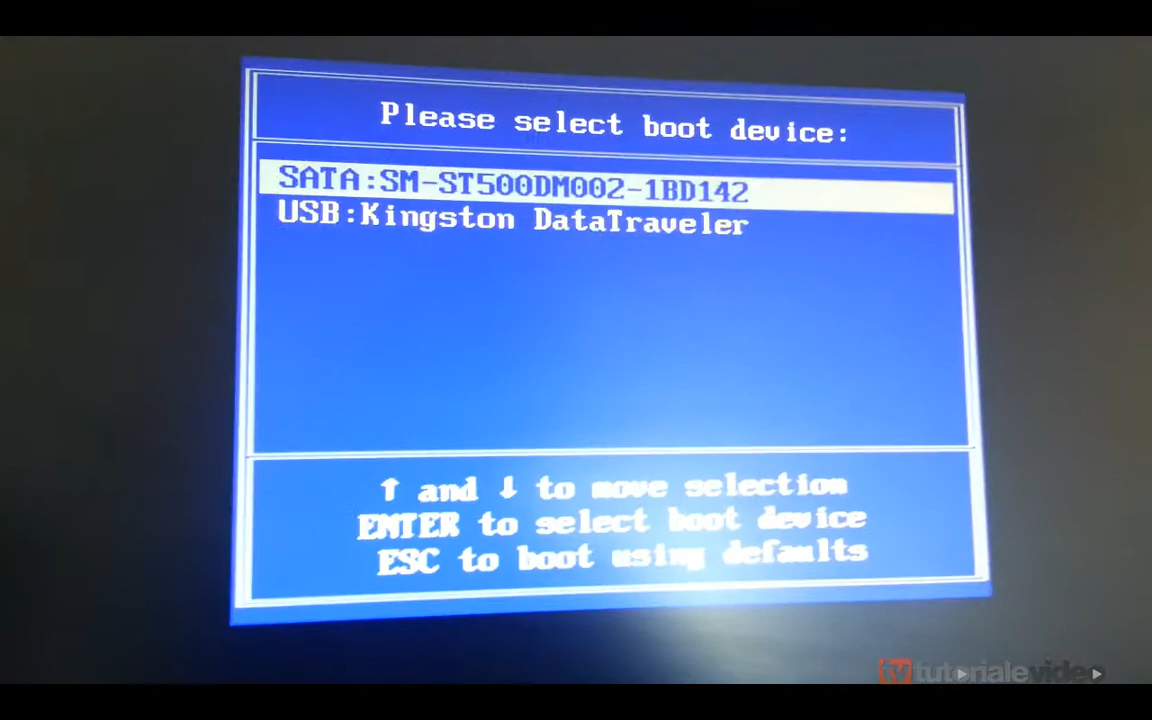 Please select boot device:
SATA:SM-ST500DM002-1BD142
USB:Kingston DataTraveler
↑ and ↓ to move selection
ENTER to select boot device
ESC to boot using defaults
tv tutorialevideo